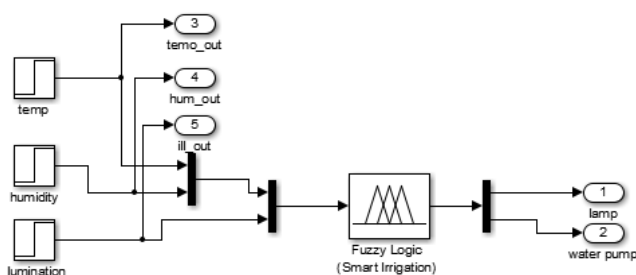 3
temo_out
temp
4
hum_out
5
ill_out
humidity
lumination
Fuzzy Logic
(Smart Irrigation)
1
lamp
2
water pump